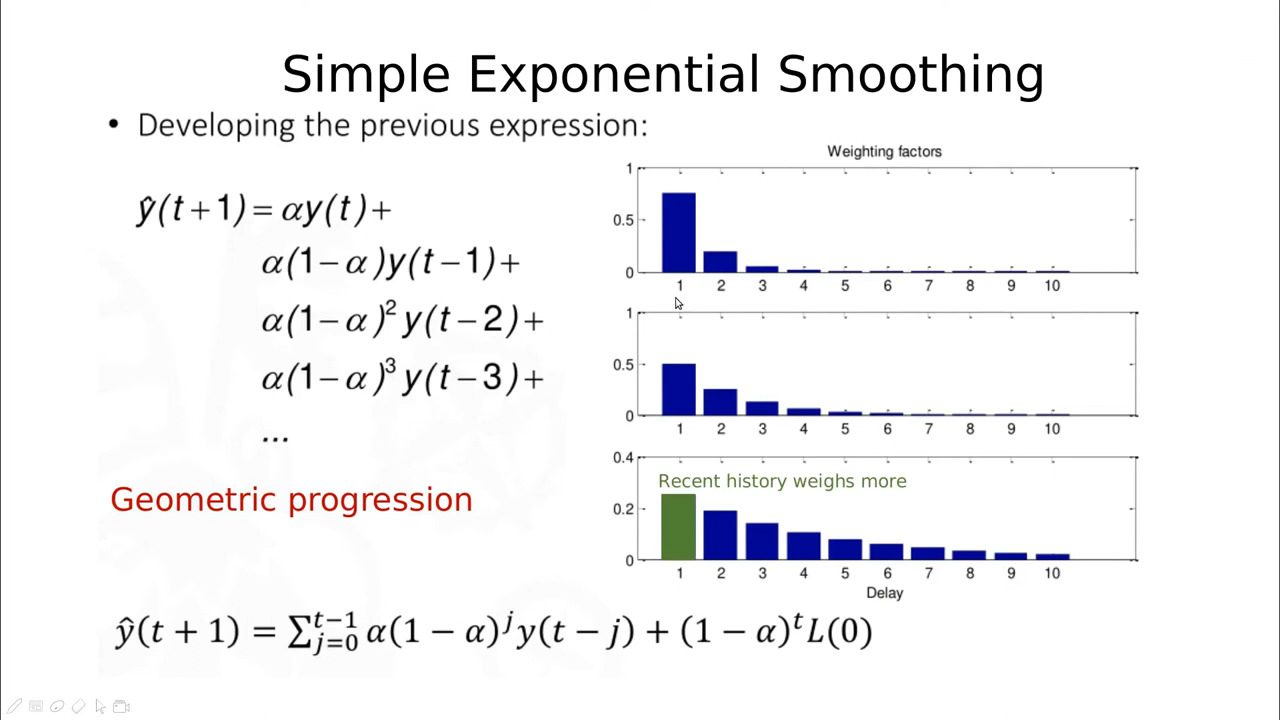 Simple Exponential Smoothing
• Developing the previous expression:
ŷ(t+1)= αy(t)+
α(1−α)y(t−1)+
α(1−α)²y(t−2)+
α(1−α)³y(t−3)+
...
Geometric progression
Weighting factors
1
0.5
0
1 2 3 4 5 6 7 8 9 10
1
0.5
0
1 2 3 4 5 6 7 8 9 10
0.4
Recent history weighs more
0.2
0
1 2 3 4 5 6 7 8 9 10
Delay
ŷ(t + 1) = ∑_{j=0}^{t−1} α(1 − α)^j y(t − j) + (1 − α)^t L(0)